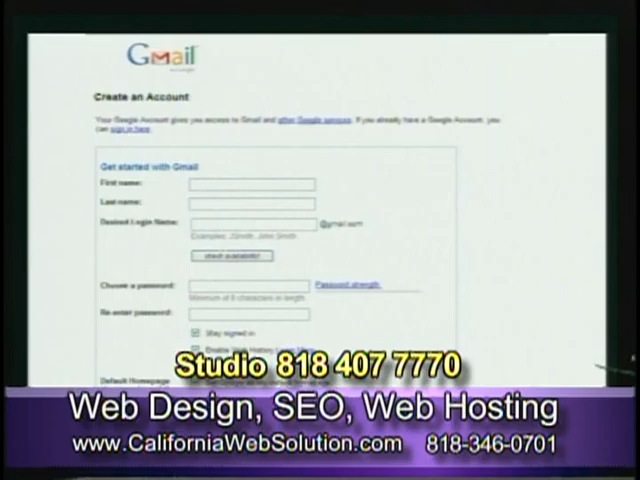 Gmail
Create an Account
Your Google Account gives you access to Gmail and other Google services. If you already have a Google Account, you
can sign in here.
Get started with Gmail
First name:
Last name:
Desired Login Name:
@gmail.com
Examples: JSmith, John.Smith
check availability!
Choose a password:
Password strength:
Minimum of 8 characters in length.
Re-enter password:
Stay signed in
Enable Web History
Studio 818 407 7770
Default Homepage
Web Design, SEO, Web Hosting
www.CaliforniaWebSolution.com 818-346-0701